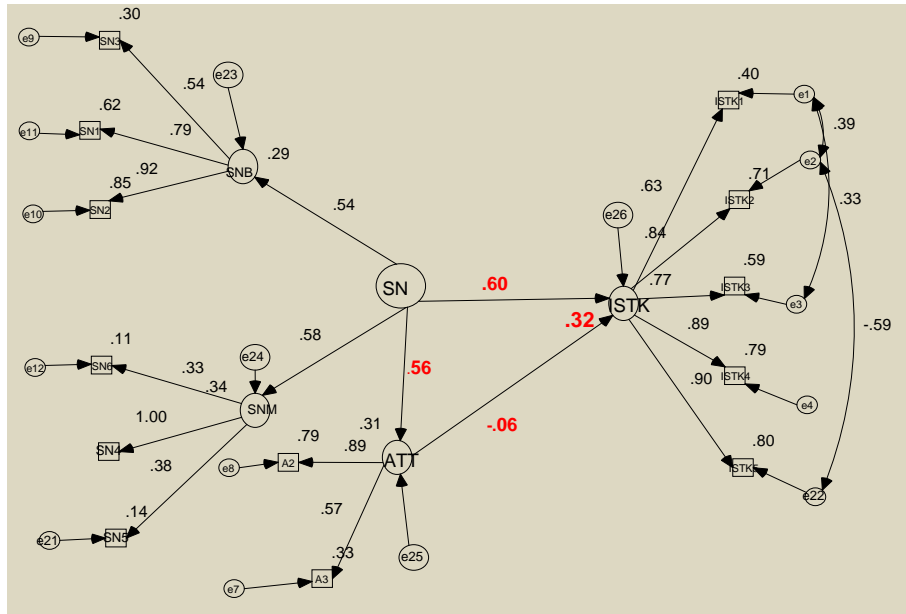 .30
e9
SN3
e23
.54
.62
e11
SN1
.79
.29
.92
SNB
.85
e10
SN2
.54
.40
ISTK1
e1
.39
e2
.71
.63
ISTK2
.33
e26
.84
.59
.77
SN
.60
ISTK3
e3
ISTK
.32
-.59
.58
.89
.11
e24
.79
e12
SN6
.33
.56
.90
ISTK4
.34
e4
SNM
1.00
.31
-.06
SN4
.79
.89
.80
ATT
e8
A2
ISTK5
.38
e22
.57
.14
e21
SN5
.33
e25
e7
A3